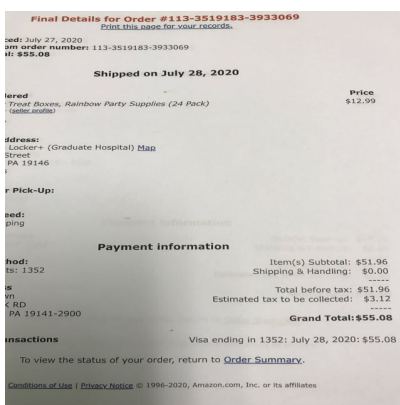 Final Details for Order #113-3519183-3933069
Print this page for your records.
ced: July 27, 2020
om order number: 113-3519183-3933069
al: $55.08
Shipped on July 28, 2020
dered Price
Treat Boxes, Rainbow Party Supplies (24 Pack) $12.99
(seller profile)
ddress:
Locker+ (Graduate Hospital) Map
Street
PA 19146
s
r Pick-Up:
eed:
ping
Payment information
hod: Item(s) Subtotal: $51.96
ts: 1352 Shipping & Handling: $0.00
-----
ss Total before tax: $51.96
vn Estimated tax to be collected: $3.12
K RD -----
PA 19141-2900 Grand Total: $55.08
ansactions Visa ending in 1352: July 28, 2020: $55.08
To view the status of your order, return to Order Summary.
Conditions of Use | Privacy Notice © 1996-2020, Amazon.com, Inc. or its affiliates